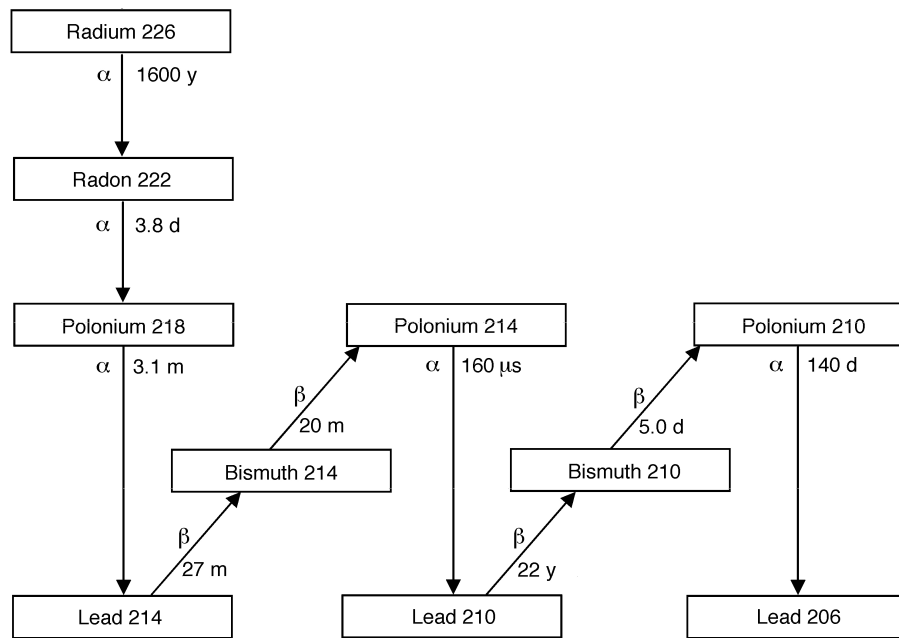 Radium 226
α 1600 y
Radon 222
α 3.8 d
Polonium 218
Polonium 214
Polonium 210
α 3.1 m
α 160 μs
α 140 d
β
20 m
β
5.0 d
Bismuth 214
Bismuth 210
β
27 m
β
22 y
Lead 214
Lead 210
Lead 206